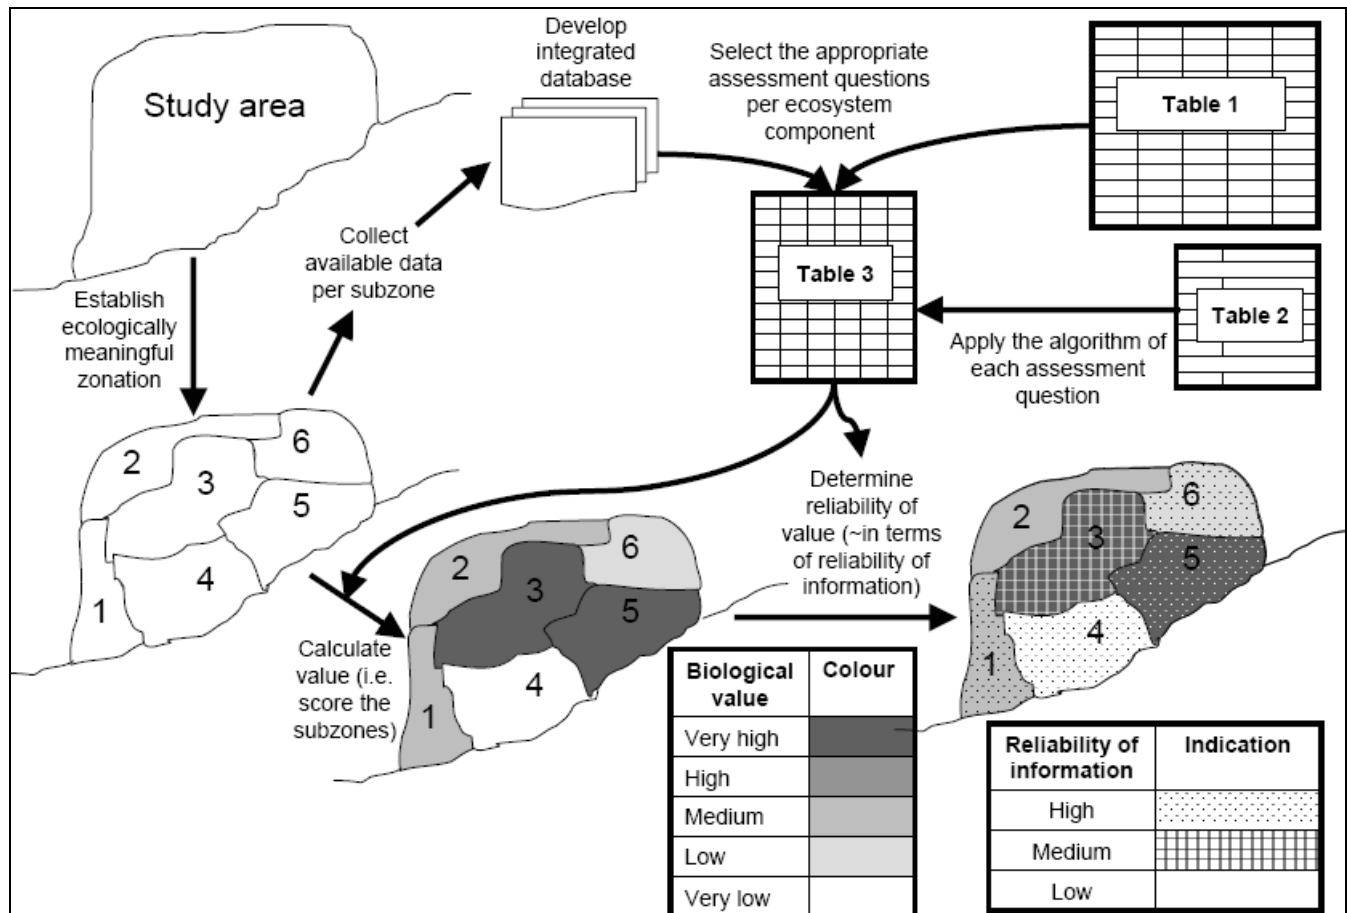 Study area
Develop
integrated
database
Select the appropriate
assessment questions
per ecosystem
component
Table 1
Table 3
Table 2
Apply the algorithm of
each assessment
question
Collect
available data
per subzone
Establish
ecologically
meaningful
zonation
2
6
3
5
4
1
Determine
reliability of
value (~in terms
of reliability of
information)
Calculate
value (i.e.
score the
subzones)
2
6
3
5
4
1
2
6
3
5
4
1
Biological
value
Colour
Very high
High
Medium
Low
Very low
Reliability of
information
Indication
High
Medium
Low